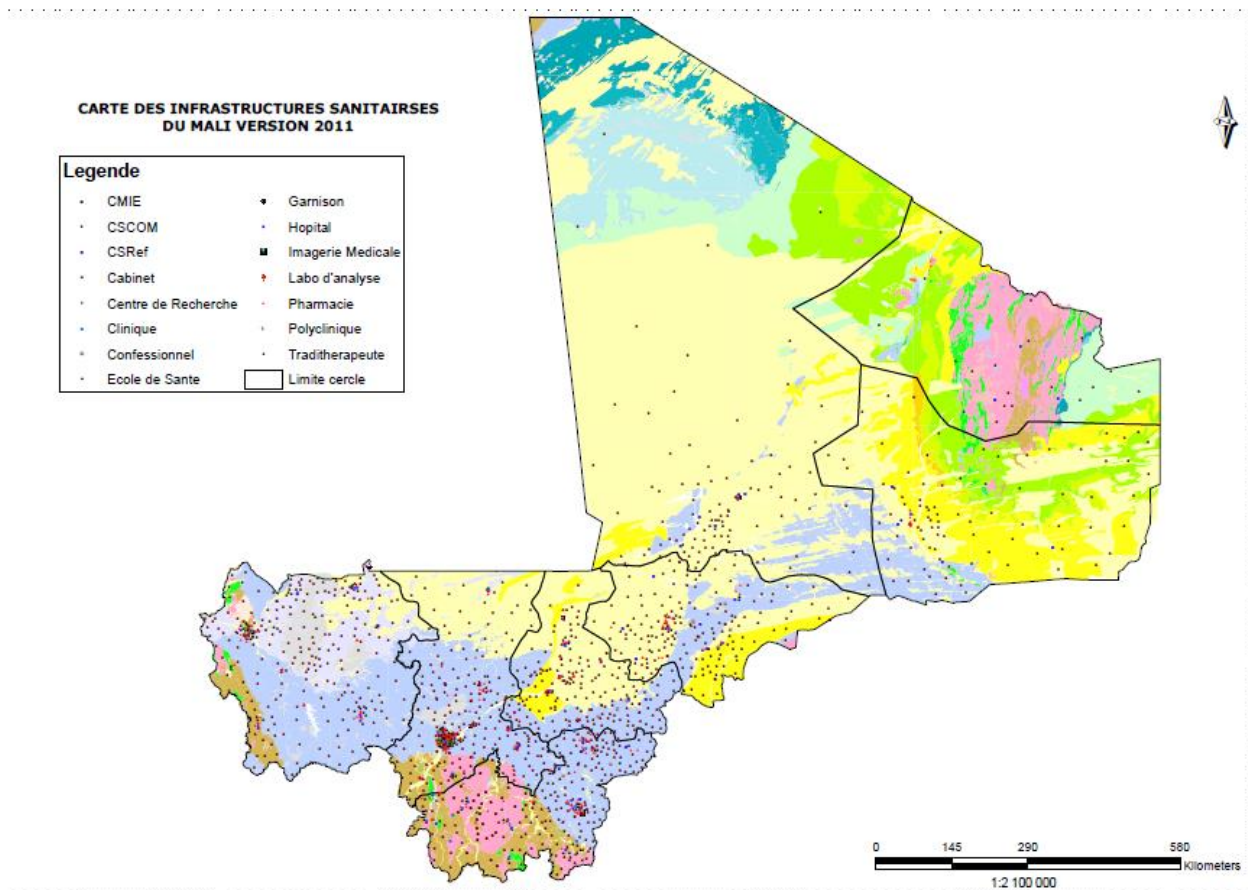 CARTE DES INFRASTRUCTURES SANITAIRSES
DU MALI VERSION 2011
Legende
CMIE
CSCOM
CSRef
Cabinet
Centre de Recherche
Clinique
Confessionnel
Ecole de Sante
Garnison
Hopital
Imagerie Medicale
Labo d'analyse
Pharmacie
Polyclinique
Traditherapeute
Limite cercle
0 145 290 580
Kilometers
1:2 100 000